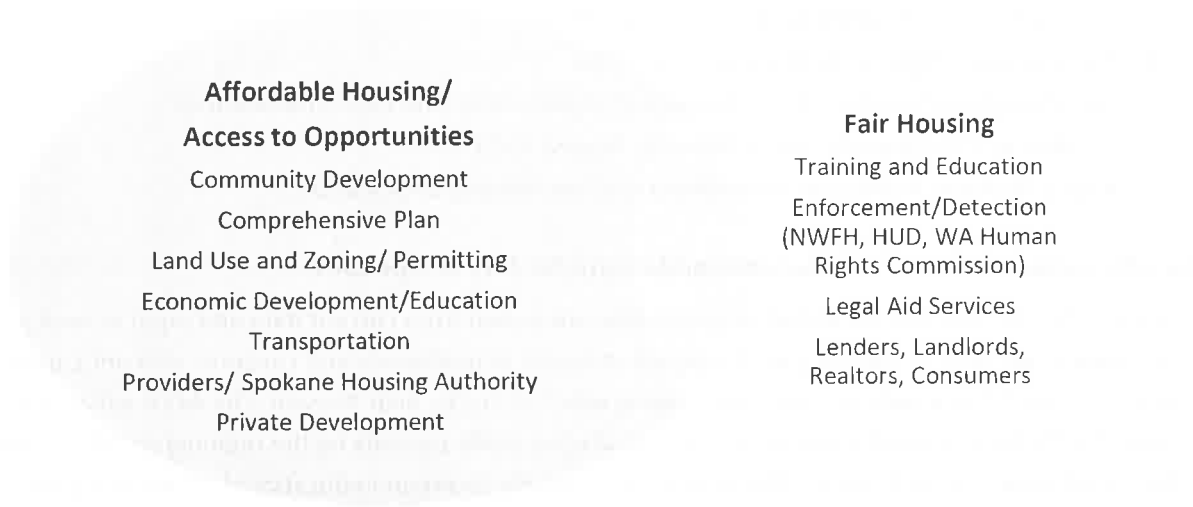 Affordable Housing/
Access to Opportunities
Community Development
Comprehensive Plan
Land Use and Zoning/ Permitting
Economic Development/Education
Transportation
Providers/ Spokane Housing Authority
Private Development
Fair Housing
Training and Education
Enforcement/Detection
(NWFH, HUD, WA Human
Rights Commission)
Legal Aid Services
Lenders, Landlords,
Realtors, Consumers